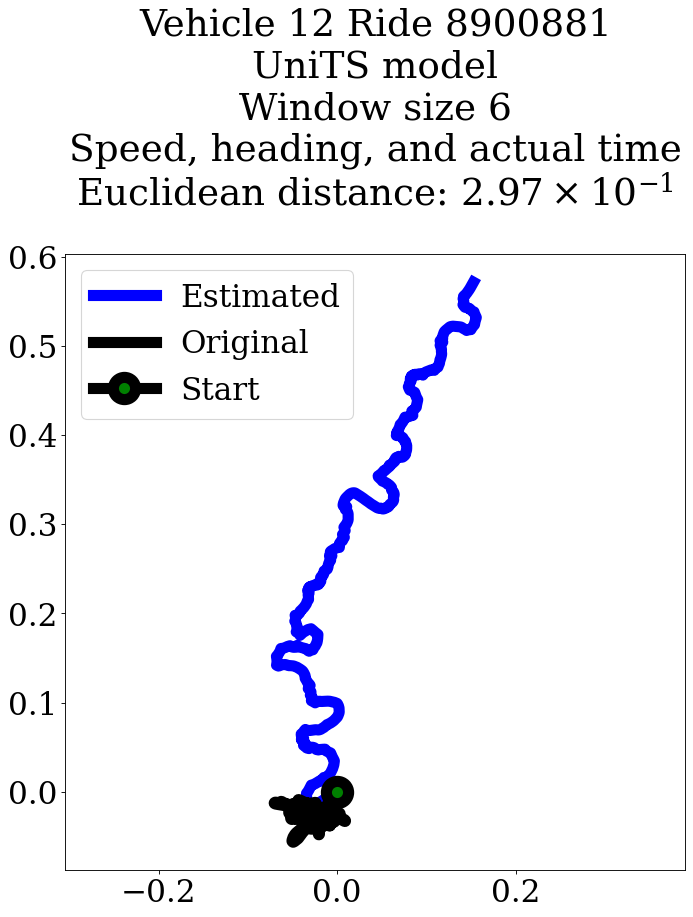 Vehicle 12 Ride 8900881
UniTS model
Window size 6
Speed, heading, and actual time
Euclidean distance: 2.97 × 10⁻¹
0.6
0.5
0.4
0.3
0.2
0.1
0.0
Estimated
Original
Start
−0.2
0.0
0.2